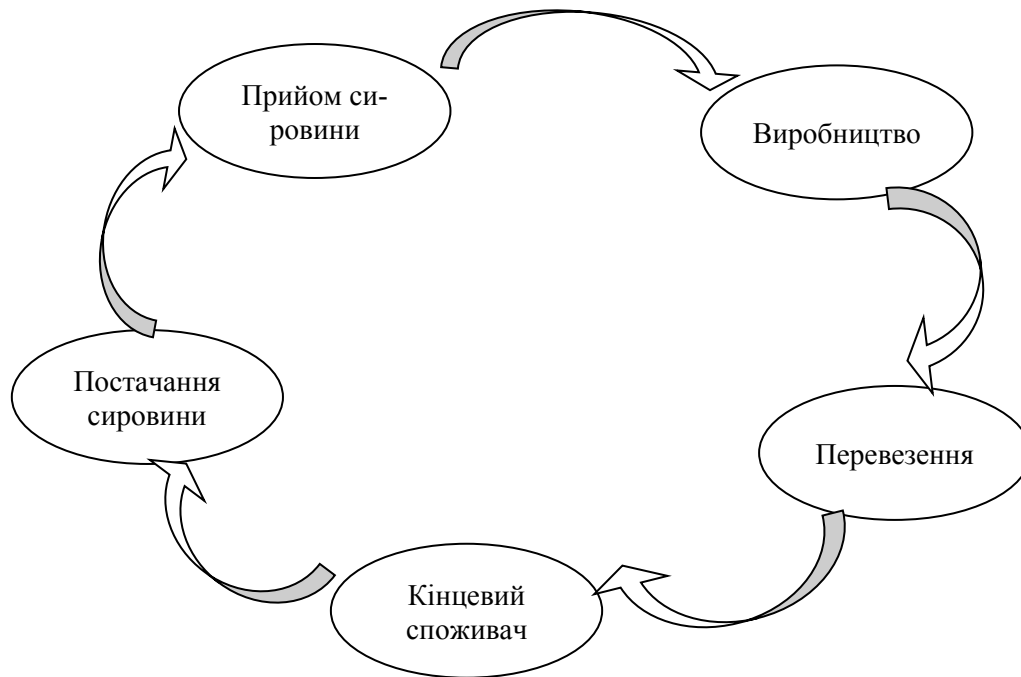 Прийом си-
ровини
Виробництво
Постачання
сировини
Перевезення
Кінцевий
споживач